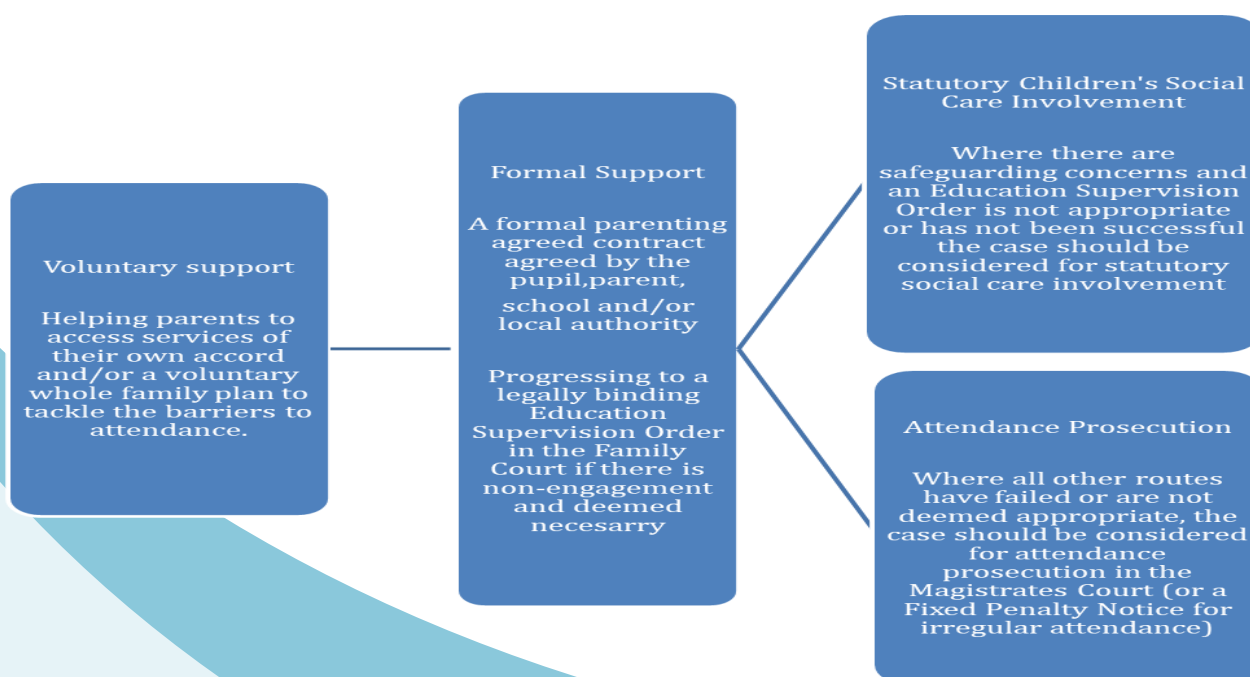 Voluntary support
Helping parents to
access services of
their own accord
and/or a voluntary
whole family plan to
tackle the barriers to
attendance.
Formal Support
A formal parenting
agreed contract
agreed by the
pupil,parent,
school and/or
local authority
Progressing to a
legally binding
Education
Supervision Order
in the Family
Court if there is
non-engagement
and deemed
necesarry
Statutory Children's Social
Care Involvement
Where there are
safeguarding concerns and
an Education Supervision
Order is not appropriate
or has not been successful
the case should be
considered for statutory
social care involvement
Attendance Prosecution
Where all other routes
have failed or are not
deemed appropriate, the
case should be considered
for attendance
prosecution in the
Magistrates Court (or a
Fixed Penalty Notice for
irregular attendance)